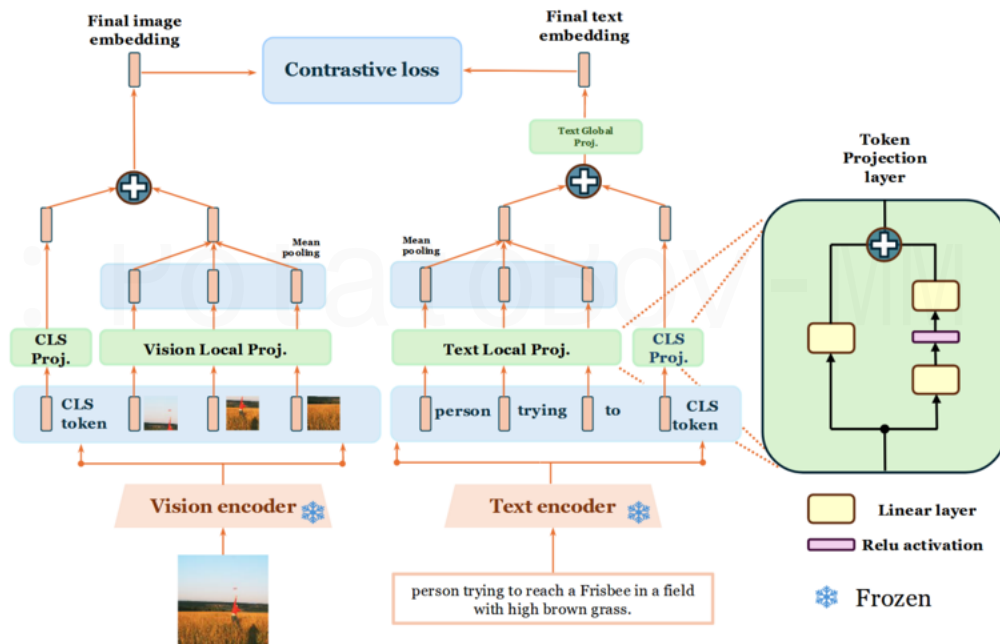 Final image
embedding
Final text
embedding
Contrastive loss
Text Global
Proj.
Token
Projection
layer
Mean
pooling
Mean
pooling
CLS
Proj.
Vision Local Proj.
Text Local Proj.
CLS
Proj.
CLS
token
person
trying
to
CLS
token
Vision encoder
Text encoder
Linear layer
Relu activation
Frozen
person trying to reach a Frisbee in a field
with high brown grass.